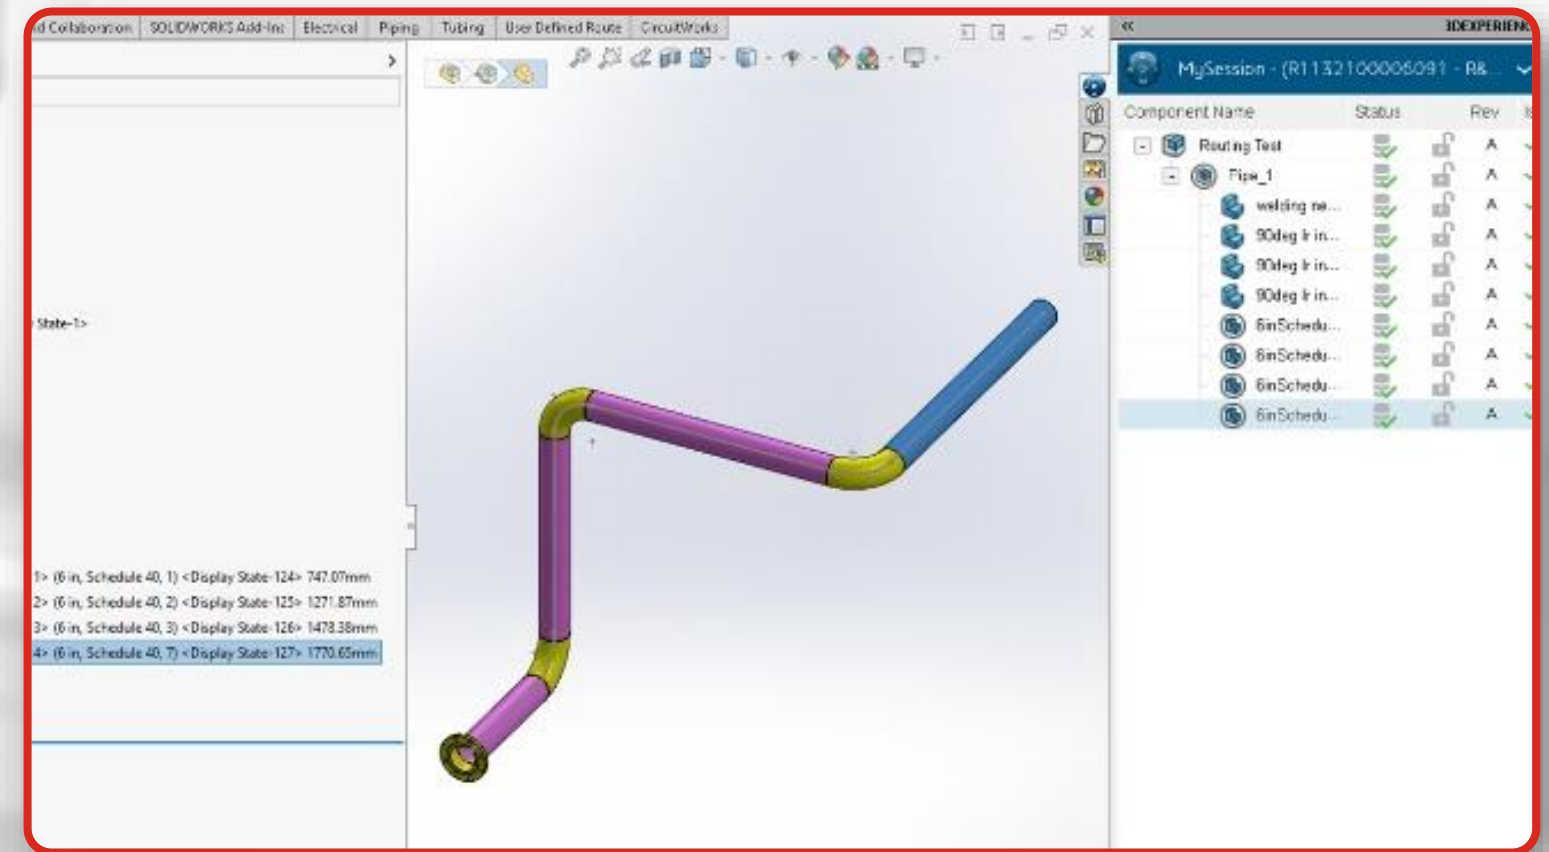 nd Collaboration SOLIDWORKS Add-Ins Electrical Piping Tubing User Defined Route CircuitWorks
State-1>
1> (6 in, Schedule 40, 1) <Display State-124> 747.07mm
2> (6 in, Schedule 40, 2) <Display State-125> 1271.87mm
3> (6 in, Schedule 40, 3) <Display State-126> 1478.38mm
4> (6 in, Schedule 40, 7) <Display State-127> 1770.65mm
3DEXPERIENC
MySession - (R1132100006091 - R&...
Component Name Status Rev Is
Routing Test A
Pipe_1 A
welding ne... A
90deg lr in... A
90deg lr in... A
90deg lr in... A
6inSchedu... A
6inSchedu... A
6inSchedu... A
6inSchedu... A